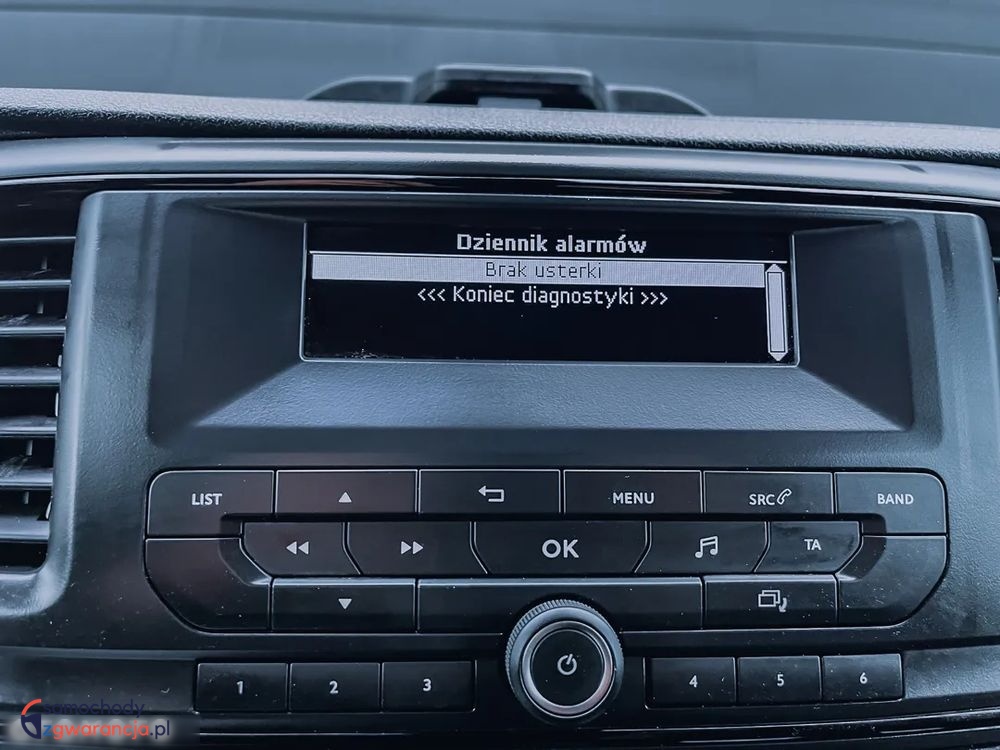 Dziennik alarmów
Brak usterki
<<< Koniec diagnostyki >>>
LIST
MENU
SRC
BAND
OK
TA
1
2
3
4
5
6
samochody
zgwarancja.pl